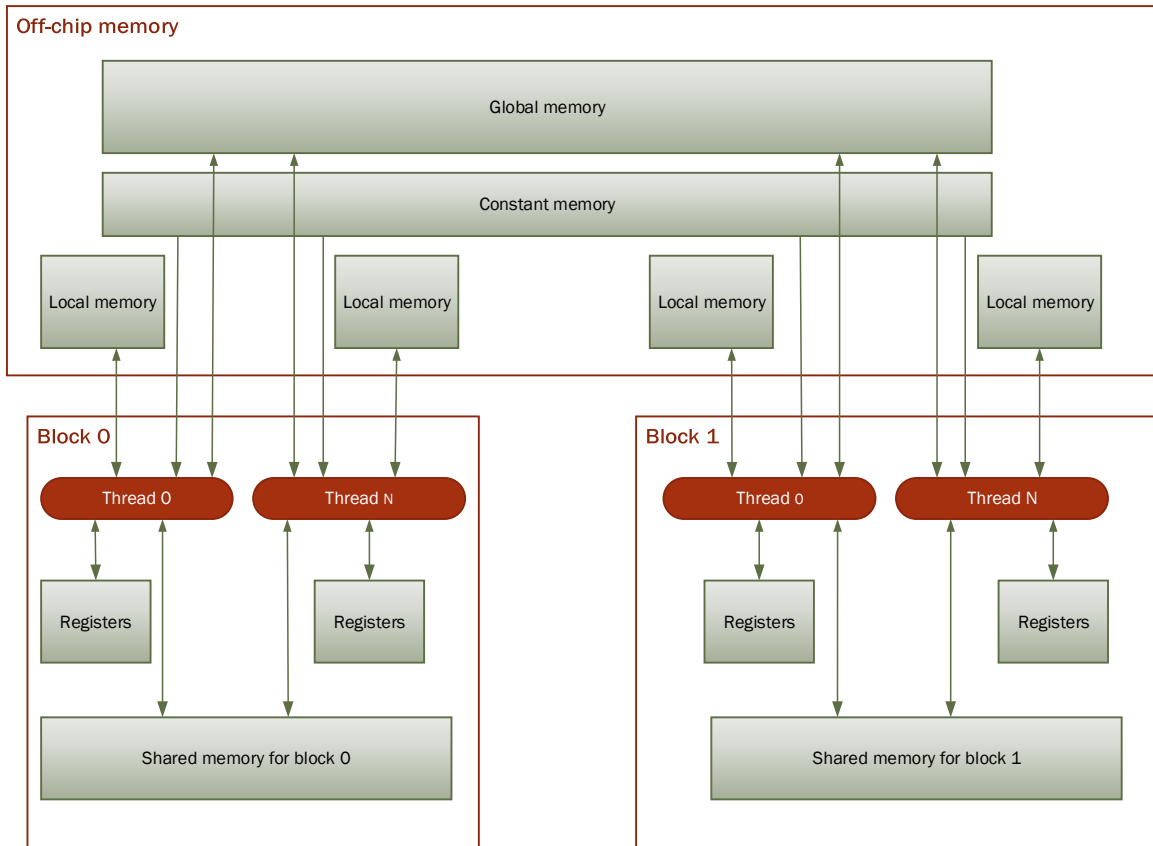 Off-chip memory
Global memory
Constant memory
Local memory
Local memory
Local memory
Local memory
Block 0
Block 1
Thread 0
Thread N
Thread 0
Thread N
Registers
Registers
Registers
Registers
Shared memory for block 0
Shared memory for block 1